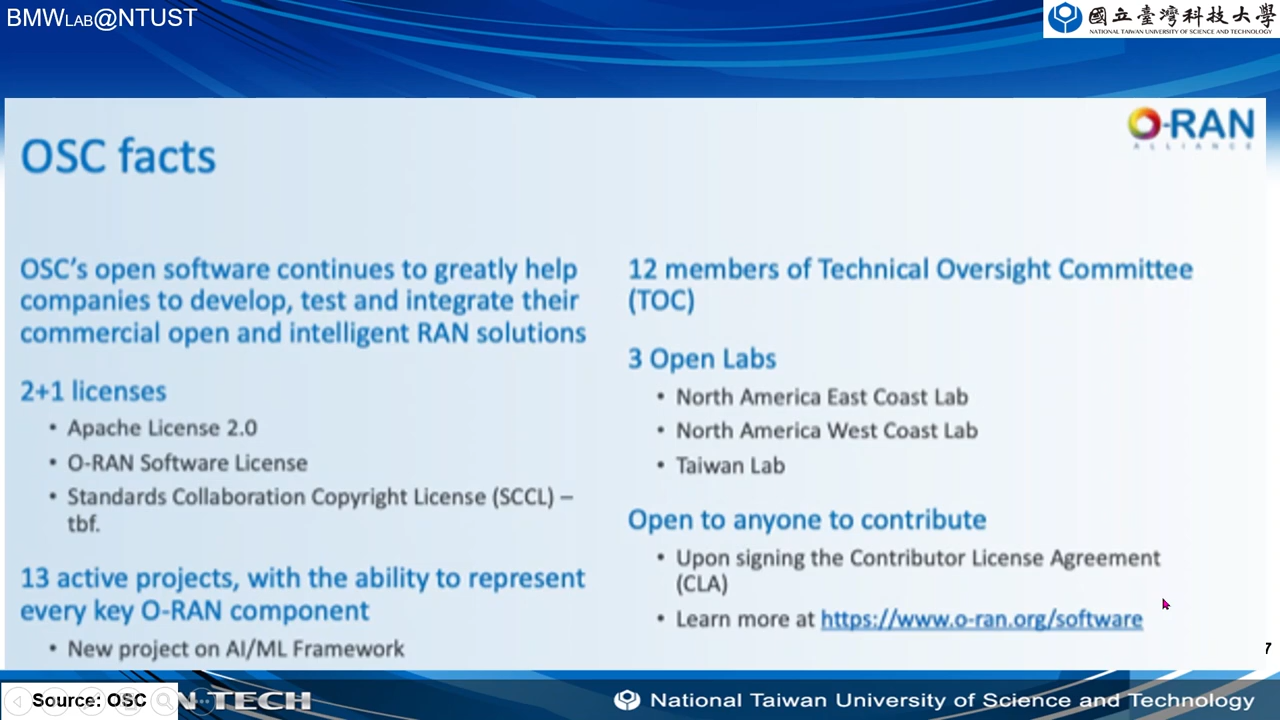 BMWLAB@NTUST
國立臺灣科技大學
NATIONAL TAIWAN UNIVERSITY OF SCIENCE AND TECHNOLOGY
O-RAN
ALLIANCE
OSC facts
OSC's open software continues to greatly help
companies to develop, test and integrate their
commercial open and intelligent RAN solutions
2+1 licenses
• Apache License 2.0
• O-RAN Software License
• Standards Collaboration Copyright License (SCCL) –
tbf.
13 active projects, with the ability to represent
every key O-RAN component
• New project on AI/ML Framework
12 members of Technical Oversight Committee
(TOC)
3 Open Labs
• North America East Coast Lab
• North America West Coast Lab
• Taiwan Lab
Open to anyone to contribute
• Upon signing the Contributor License Agreement
(CLA)
• Learn more at https://www.o-ran.org/software
7
Source: OSC
TECH
National Taiwan University of Science and Technology